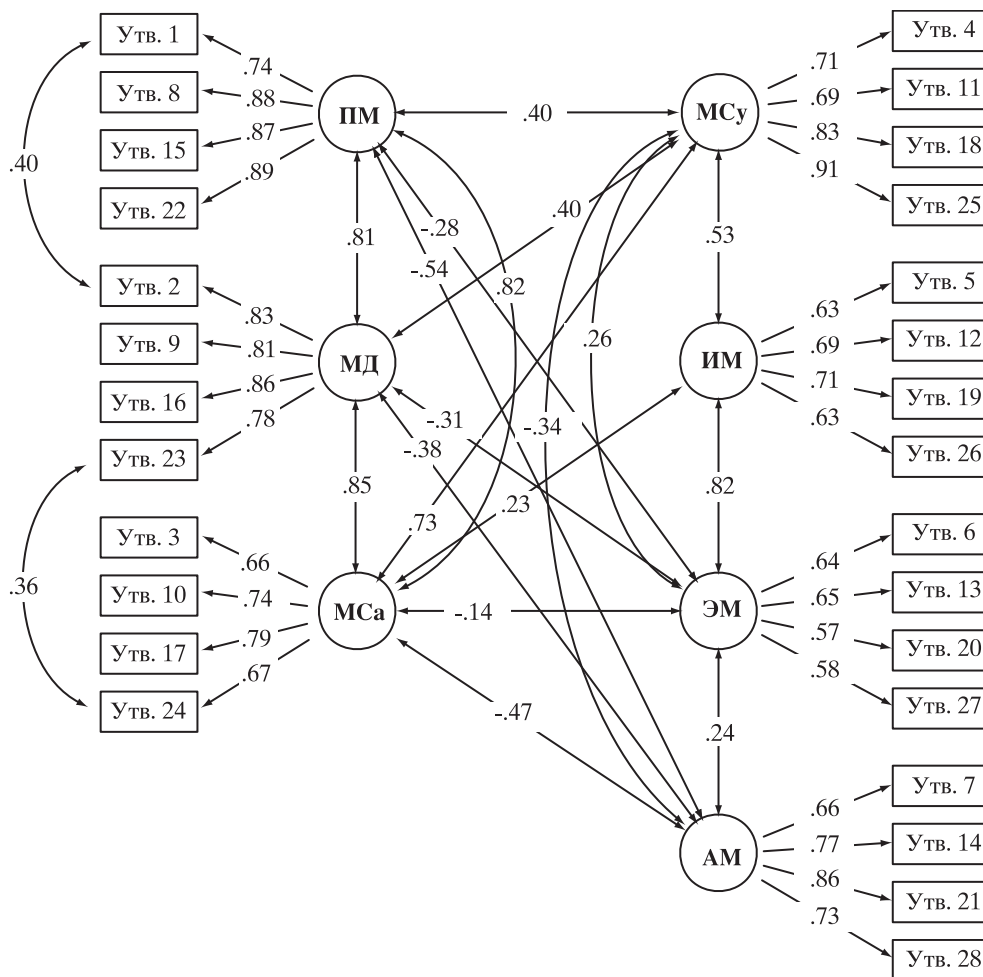 Утв. 1
Утв. 8
Утв. 15
Утв. 22
.74
.88
.87
.89
ПМ
.40
Утв. 2
Утв. 9
Утв. 16
Утв. 23
.83
.81
.86
.78
МД
.36
Утв. 3
Утв. 10
Утв. 17
Утв. 24
.66
.74
.79
.67
МСа
.81
.85
.40
-.28
-.54
.40
.82
.26
-.31
-.38
-.34
.73
.23
-.14
-.47
МСу
.71
.69
.83
.91
Утв. 4
Утв. 11
Утв. 18
Утв. 25
.53
ИМ
.63
.69
.71
.63
Утв. 5
Утв. 12
Утв. 19
Утв. 26
.82
ЭМ
.64
.65
.57
.58
Утв. 6
Утв. 13
Утв. 20
Утв. 27
.24
АМ
.66
.77
.86
.73
Утв. 7
Утв. 14
Утв. 21
Утв. 28